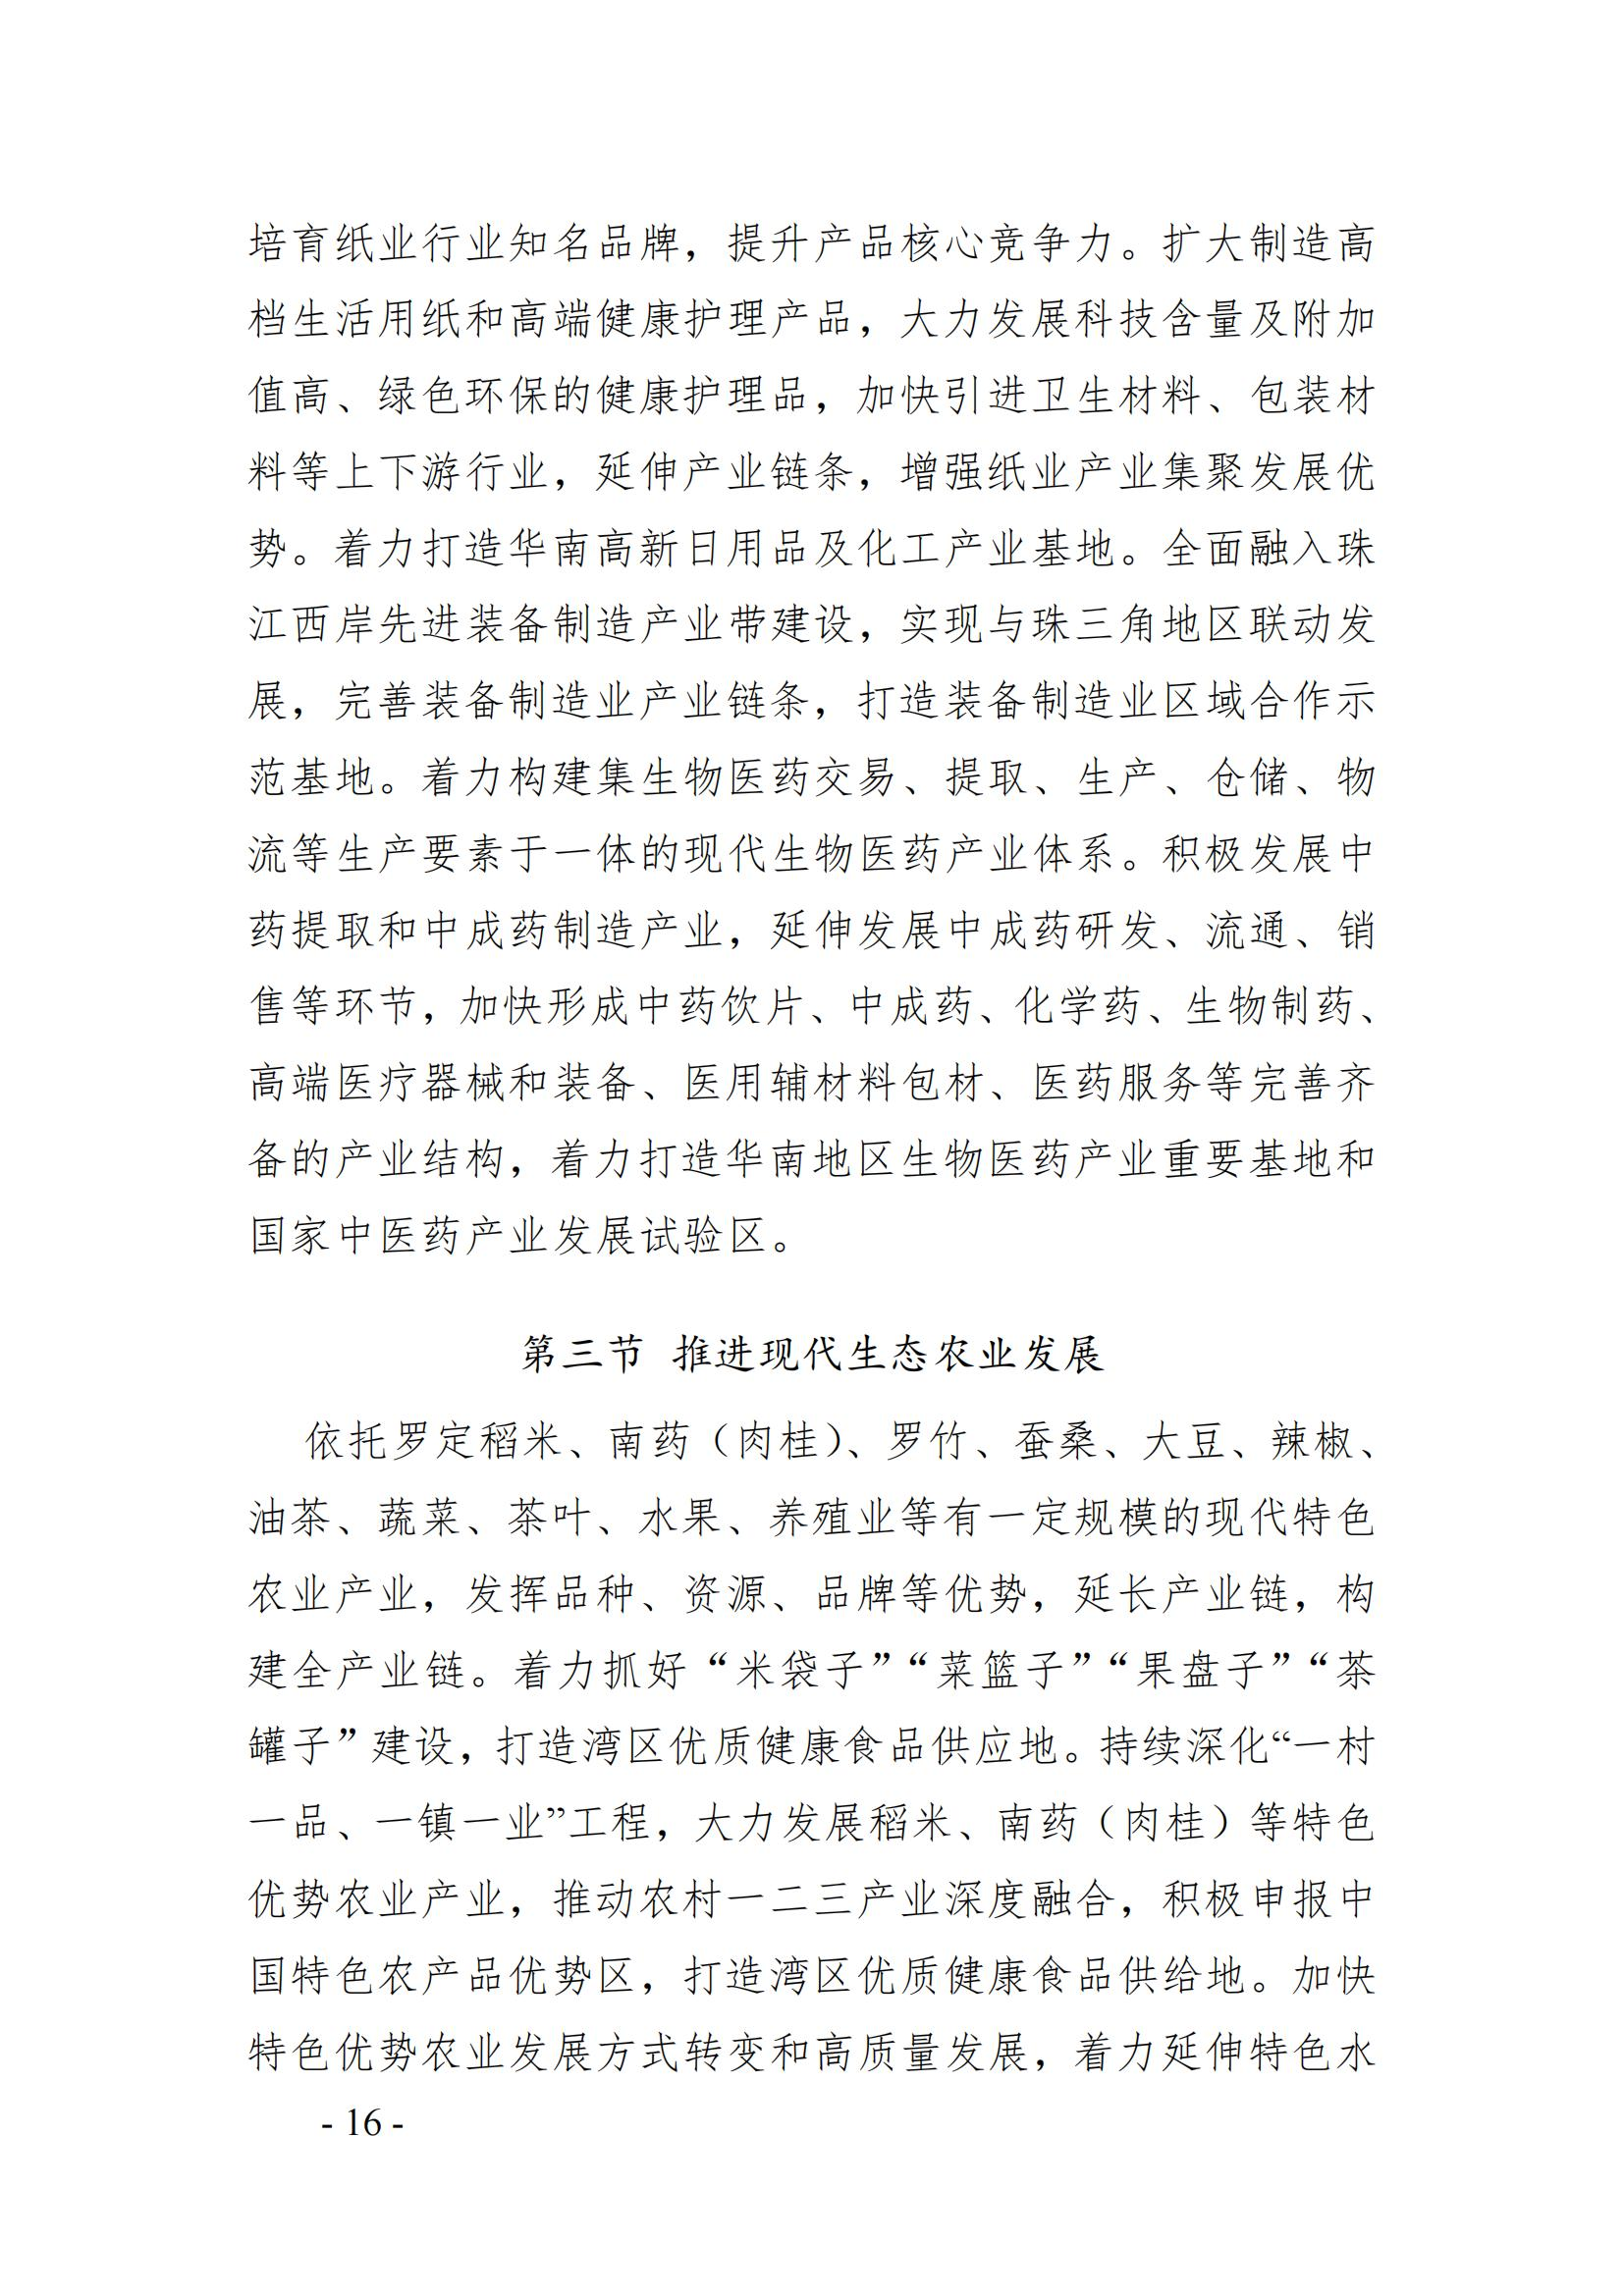 培育纸业行业知名品牌，提升产品核心竞争力。扩大制造高
档生活用纸和高端健康护理产品，大力发展科技含量及附加
值高、绿色环保的健康护理品，加快引进卫生材料、包装材
料等上下游行业，延伸产业链条，增强纸业产业集聚发展优
势。着力打造华南高新日用品及化工产业基地。全面融入珠
江西岸先进装备制造产业带建设，实现与珠三角地区联动发
展，完善装备制造业产业链条，打造装备制造业区域合作示
范基地。着力构建集生物医药交易、提取、生产、仓储、物
流等生产要素于一体的现代生物医药产业体系。积极发展中
药提取和中成药制造产业，延伸发展中成药研发、流通、销
售等环节，加快形成中药饮片、中成药、化学药、生物制药、
高端医疗器械和装备、医用辅材料包材、医药服务等完善齐
备的产业结构，着力打造华南地区生物医药产业重要基地和
国家中医药产业发展试验区。
第三节 推进现代生态农业发展
依托罗定稻米、南药（肉桂）、罗竹、蚕桑、大豆、辣椒、
油茶、蔬菜、茶叶、水果、养殖业等有一定规模的现代特色
农业产业，发挥品种、资源、品牌等优势，延长产业链，构
建全产业链。着力抓好“米袋子”“菜篮子”“果盘子”“茶
罐子”建设，打造湾区优质健康食品供应地。持续深化“一村
一品、一镇一业”工程，大力发展稻米、南药（肉桂）等特色
优势农业产业，推动农村一二三产业深度融合，积极申报中
国特色农产品优势区，打造湾区优质健康食品供给地。加快
特色优势农业发展方式转变和高质量发展，着力延伸特色水
- 16 -